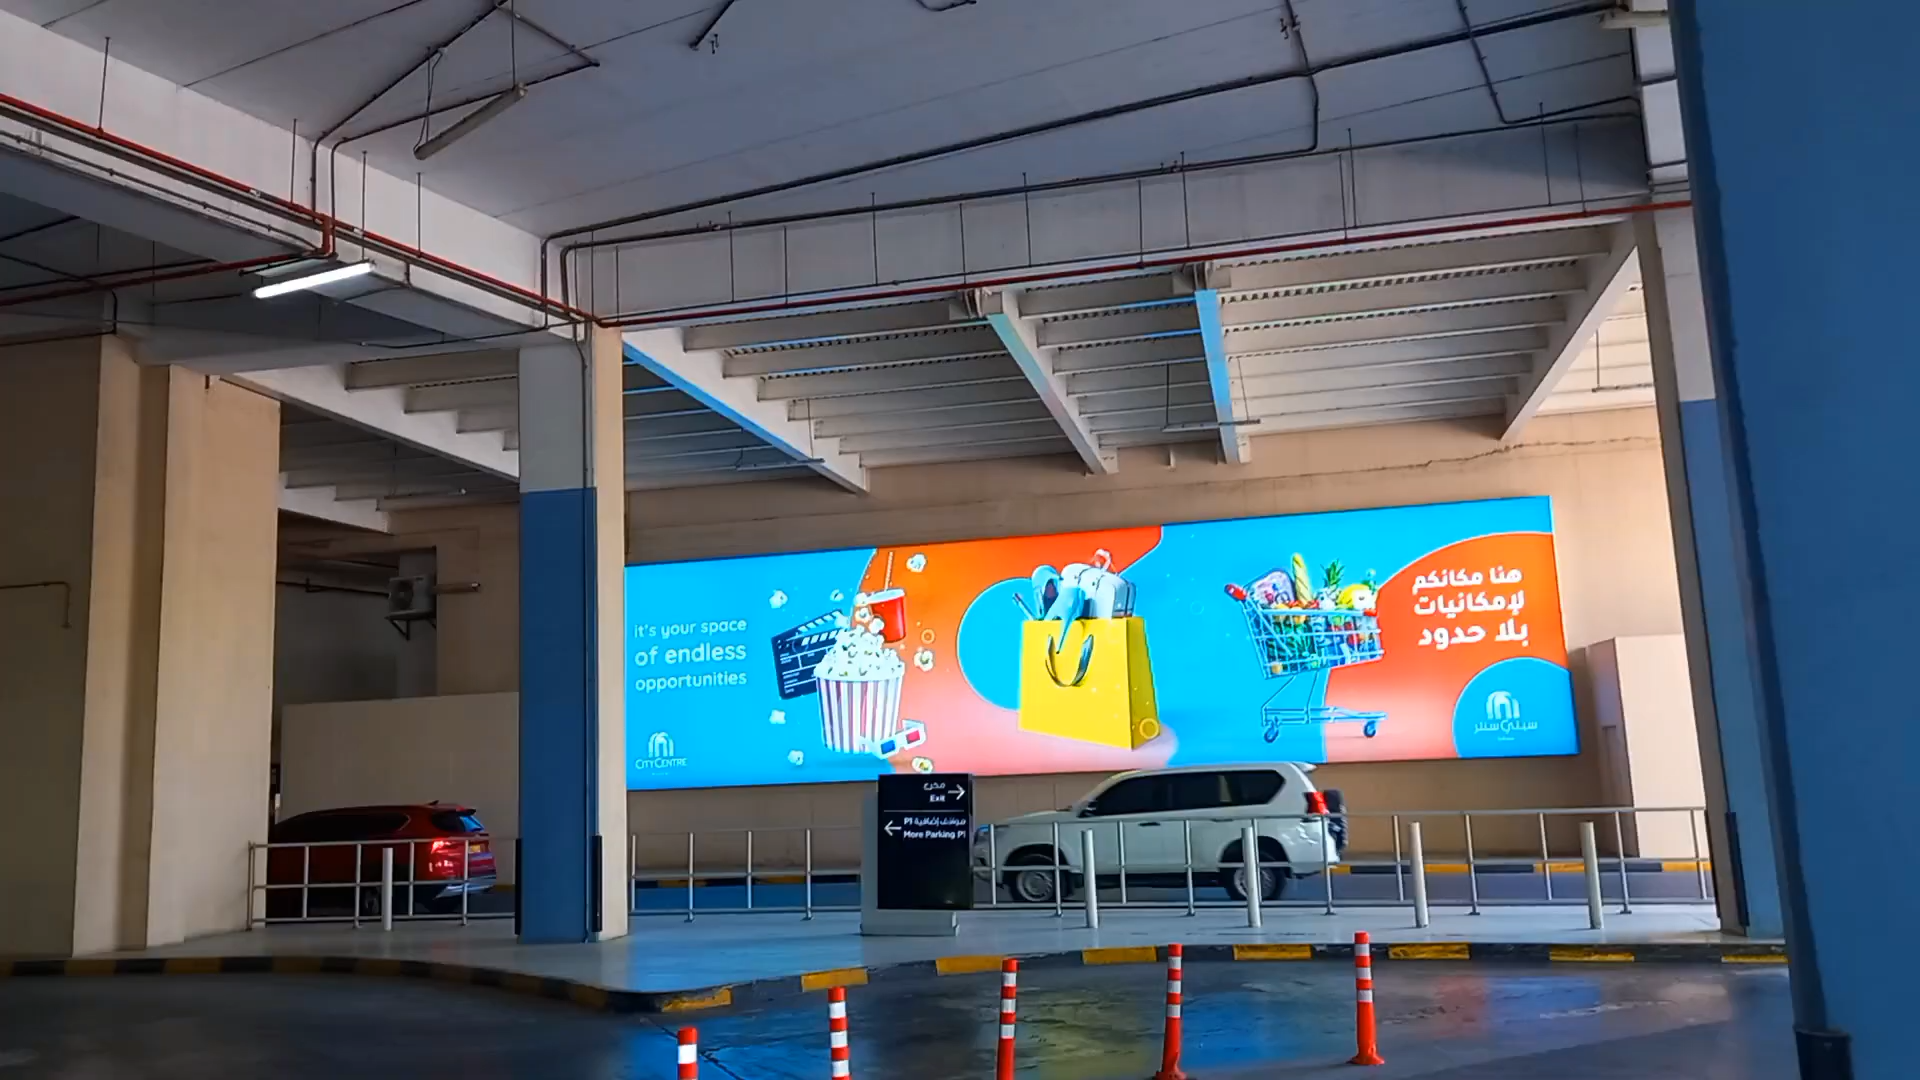 it's your space
of endless
opportunities
CITY CENTRE
هنا مكانكم
لإمكانيات
بلا حدود
سيتي سنتر
مخرج
Exit
مواقف إضافية P1
More Parking P1